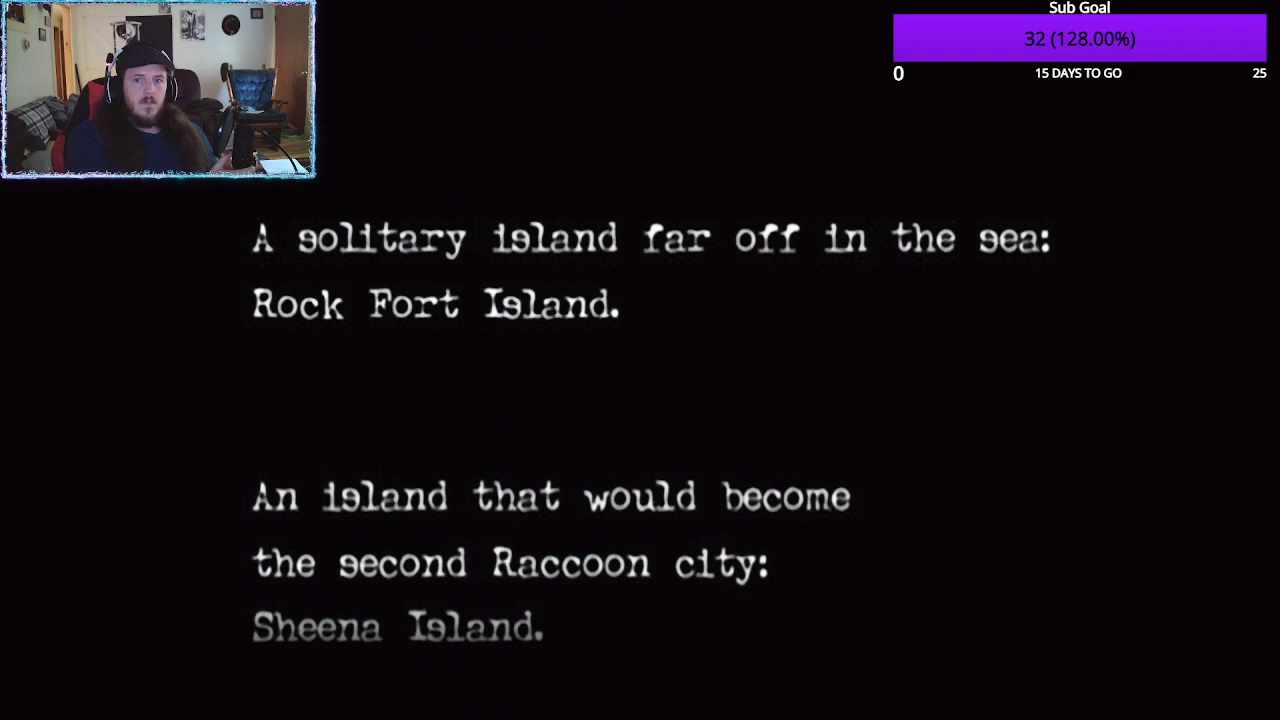 Sub Goal
32 (128.00%)
0 15 DAYS TO GO 25
A solitary island far off in the sea:
Rock Fort Island.
An island that would become
the second Raccoon city:
Sheena Island.